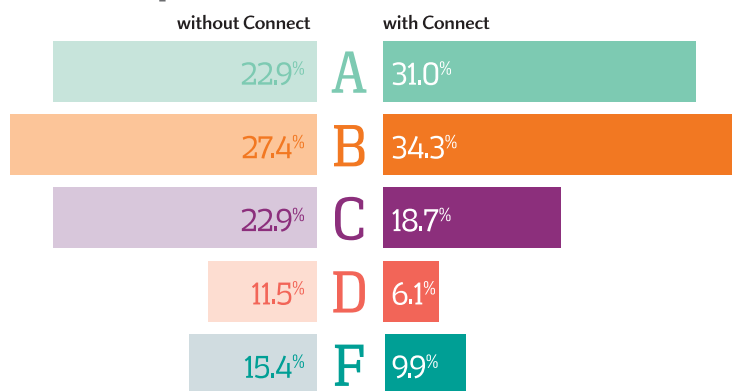 without Connect with Connect
22.9% A 31.0%
27.4% B 34.3%
22.9% C 18.7%
11.5% D 6.1%
15.4% F 9.9%